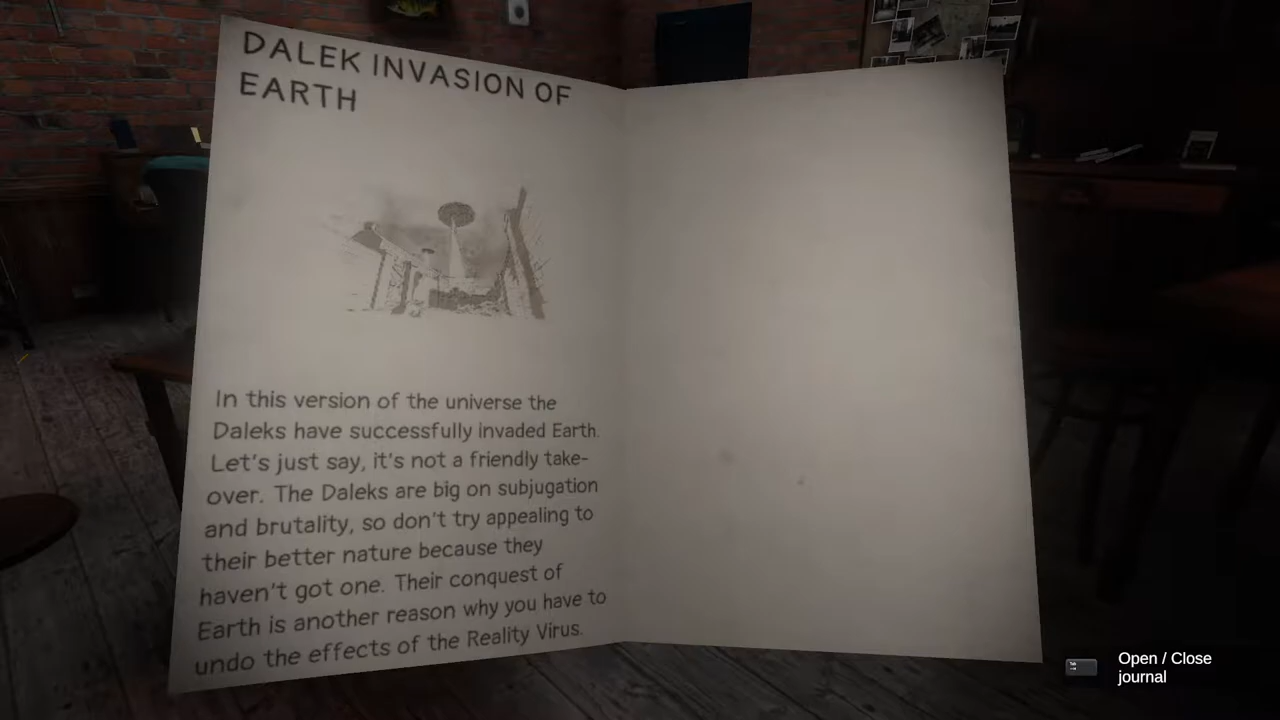 DALEK INVASION OF
EARTH
In this version of the universe the
Daleks have successfully invaded Earth.
Let's just say, it's not a friendly take-
over. The Daleks are big on subjugation
and brutality, so don't try appealing to
their better nature because they
haven't got one. Their conquest of
Earth is another reason why you have to
undo the effects of the Reality Virus.
Tab
Open / Close
journal